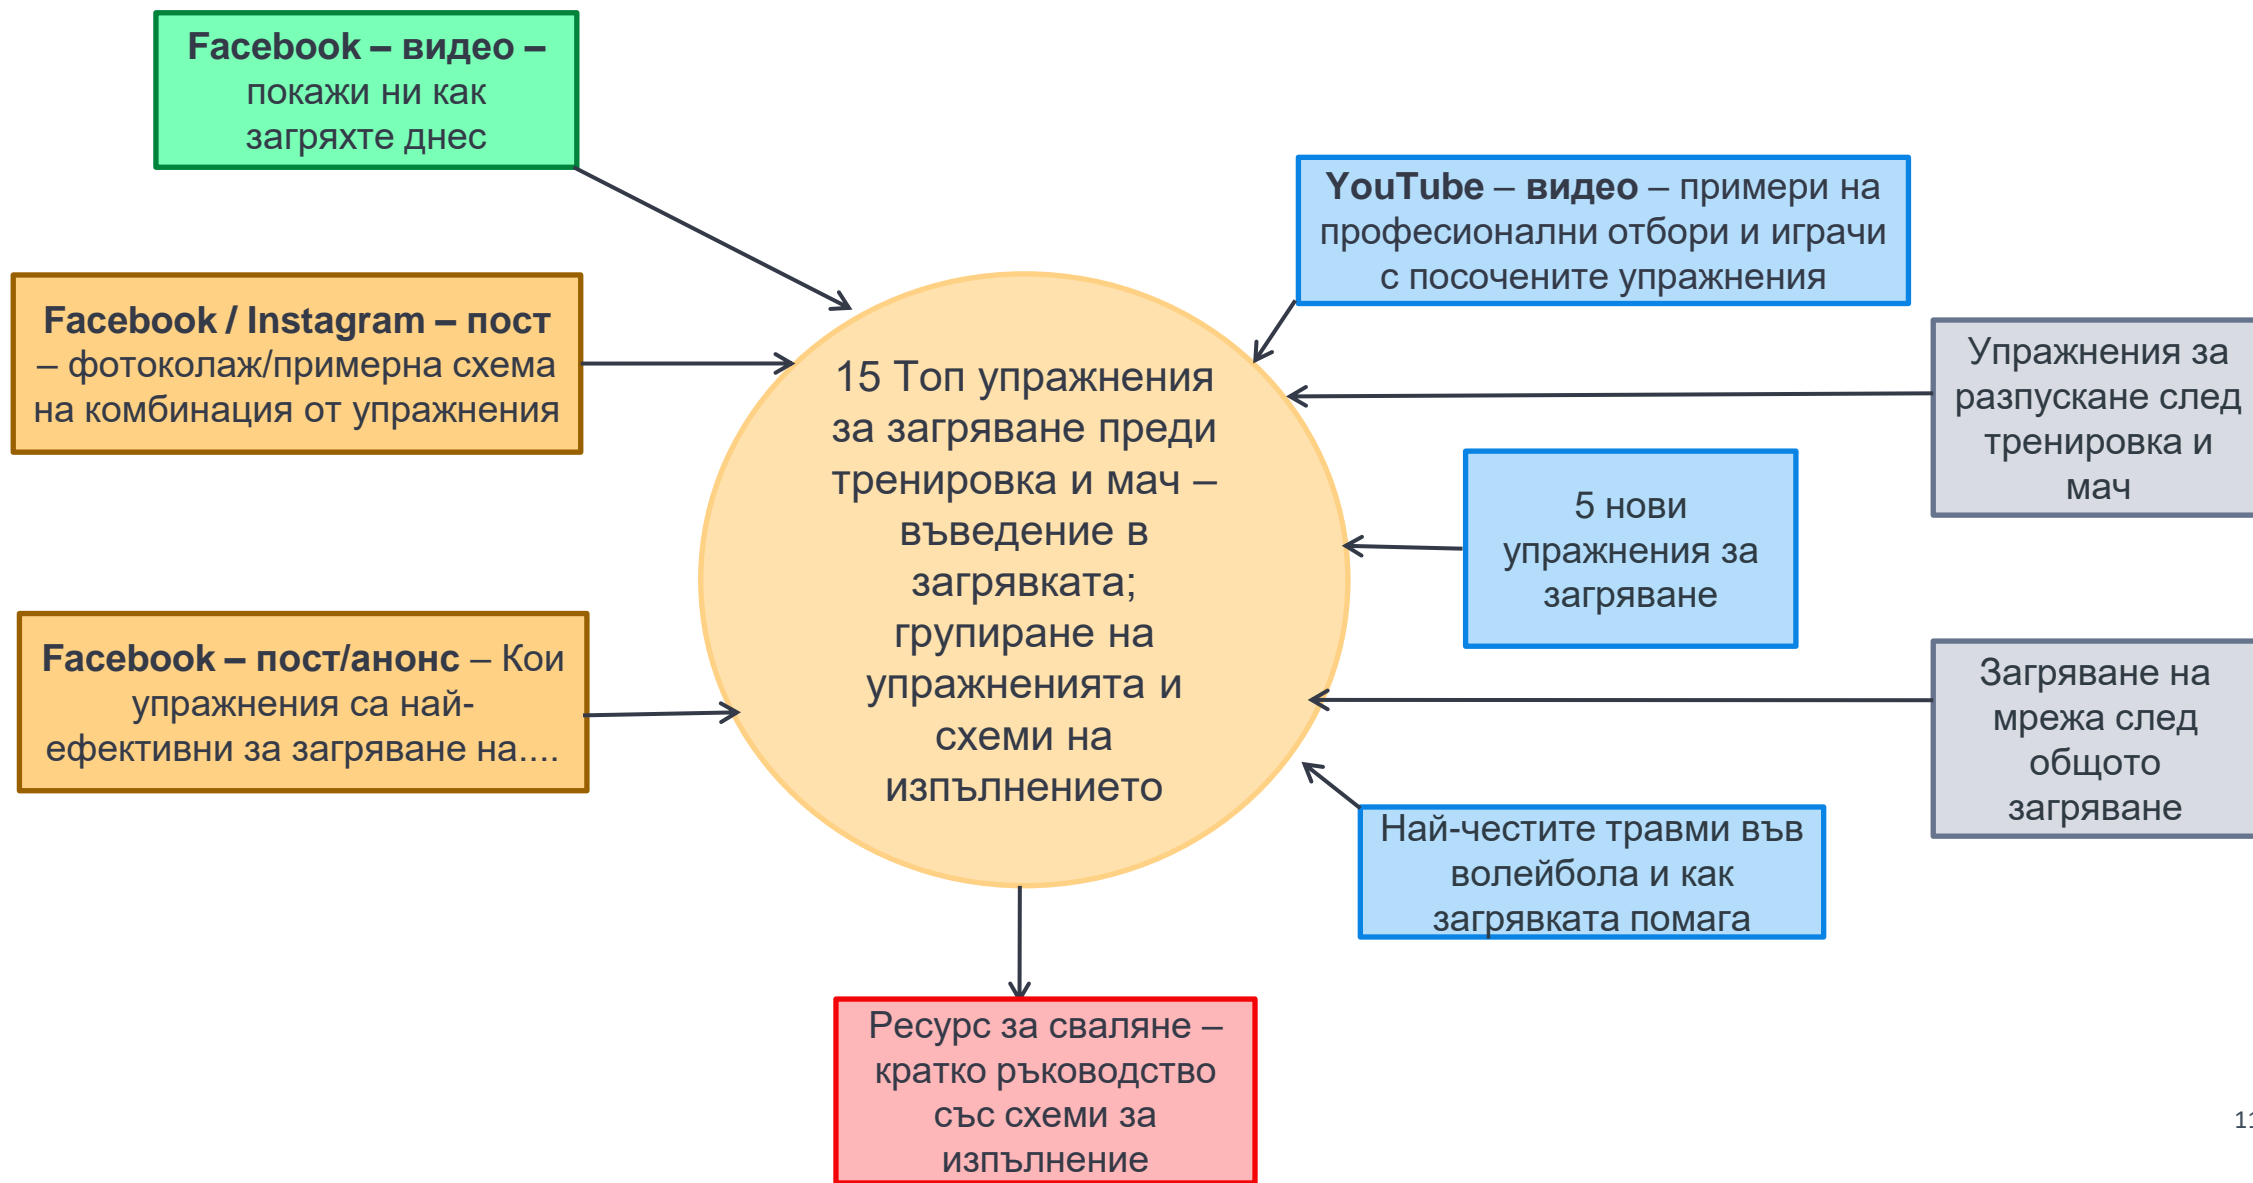 Facebook – видео –
покажи ни как
загряхте днес
YouTube – видео – примери на
професионални отбори и играчи
с посочените упражнения
Facebook / Instagram – пост
– фотоколаж/примерна схема
на комбинация от упражнения
Упражнения за
разпускане след
тренировка и
мач
15 Топ упражнения
за загряване преди
тренировка и мач –
въведение в
загрявката;
групиране на
упражненията и
схеми на
изпълнението
5 нови
упражнения за
загряване
Facebook – пост/анонс – Кои
упражнения са най-
ефективни за загряване на....
Загряване на
мрежа след
общото
загряване
Най-честите травми във
волейбола и как
загрявката помага
Ресурс за сваляне –
кратко ръководство
със схеми за
изпълнение
11